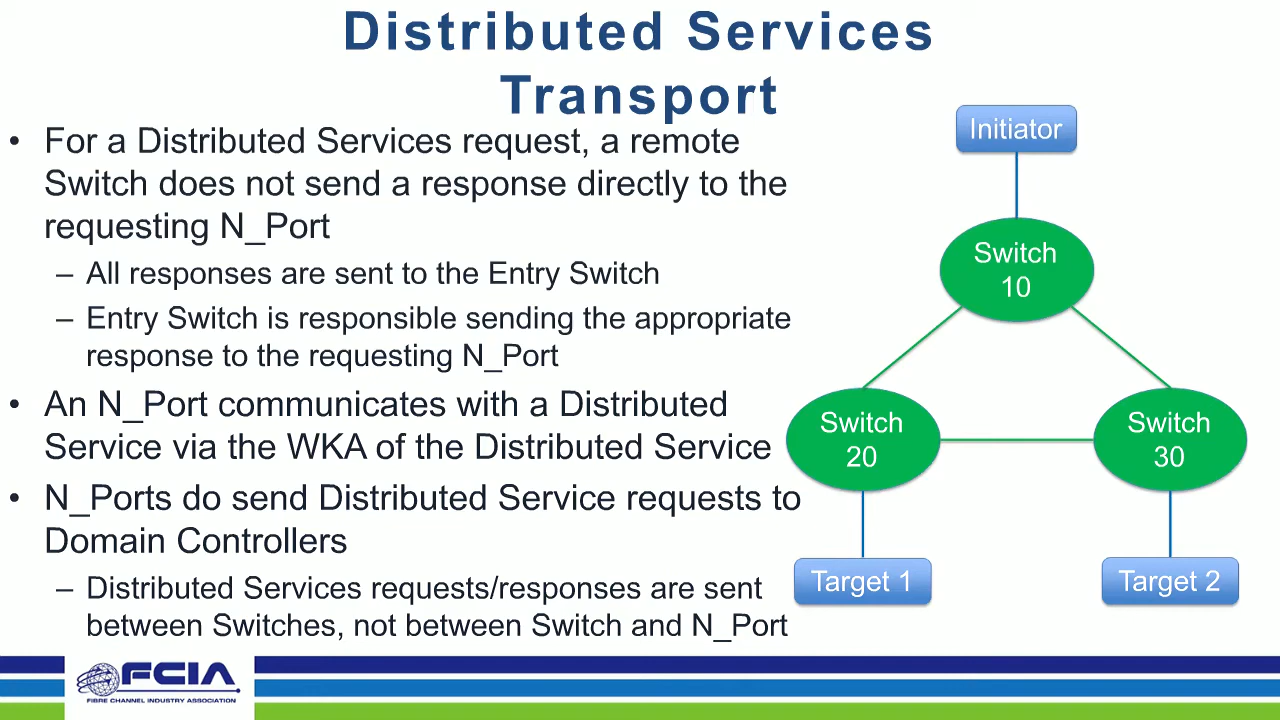 Distributed Services
Transport
• For a Distributed Services request, a remote
Switch does not send a response directly to the
requesting N_Port
– All responses are sent to the Entry Switch
– Entry Switch is responsible sending the appropriate
response to the requesting N_Port
• An N_Port communicates with a Distributed
Service via the WKA of the Distributed Service
• N_Ports do send Distributed Service requests to
Domain Controllers
– Distributed Services requests/responses are sent
between Switches, not between Switch and N_Port
Initiator
Switch
10
Switch
20
Switch
30
Target 1
Target 2
FCIA
FIBRE CHANNEL INDUSTRY ASSOCIATION